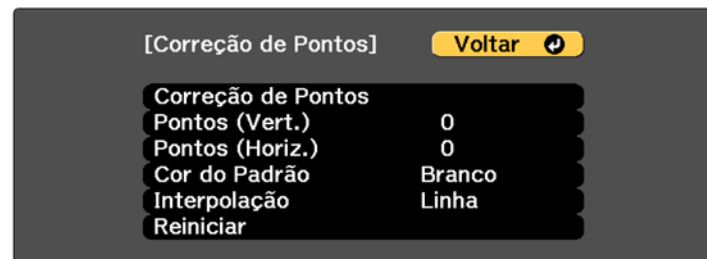 [Correção de Pontos] Voltar
Correção de Pontos
Pontos (Vert.) 0
Pontos (Horiz.) 0
Cor do Padrão Branco
Interpolação Linha
Reiniciar